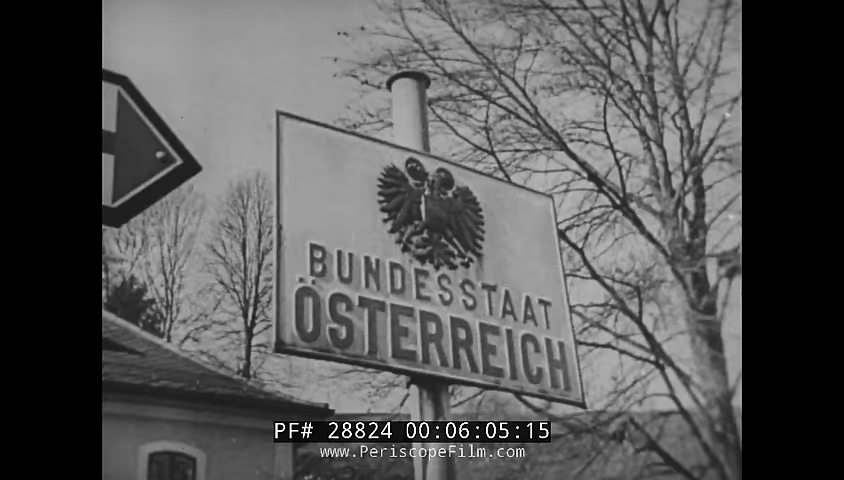 BUNDESSTAAT
ÖSTERREICH
PF# 28824 00:06:05:15
www.PeriscopeFilm.com